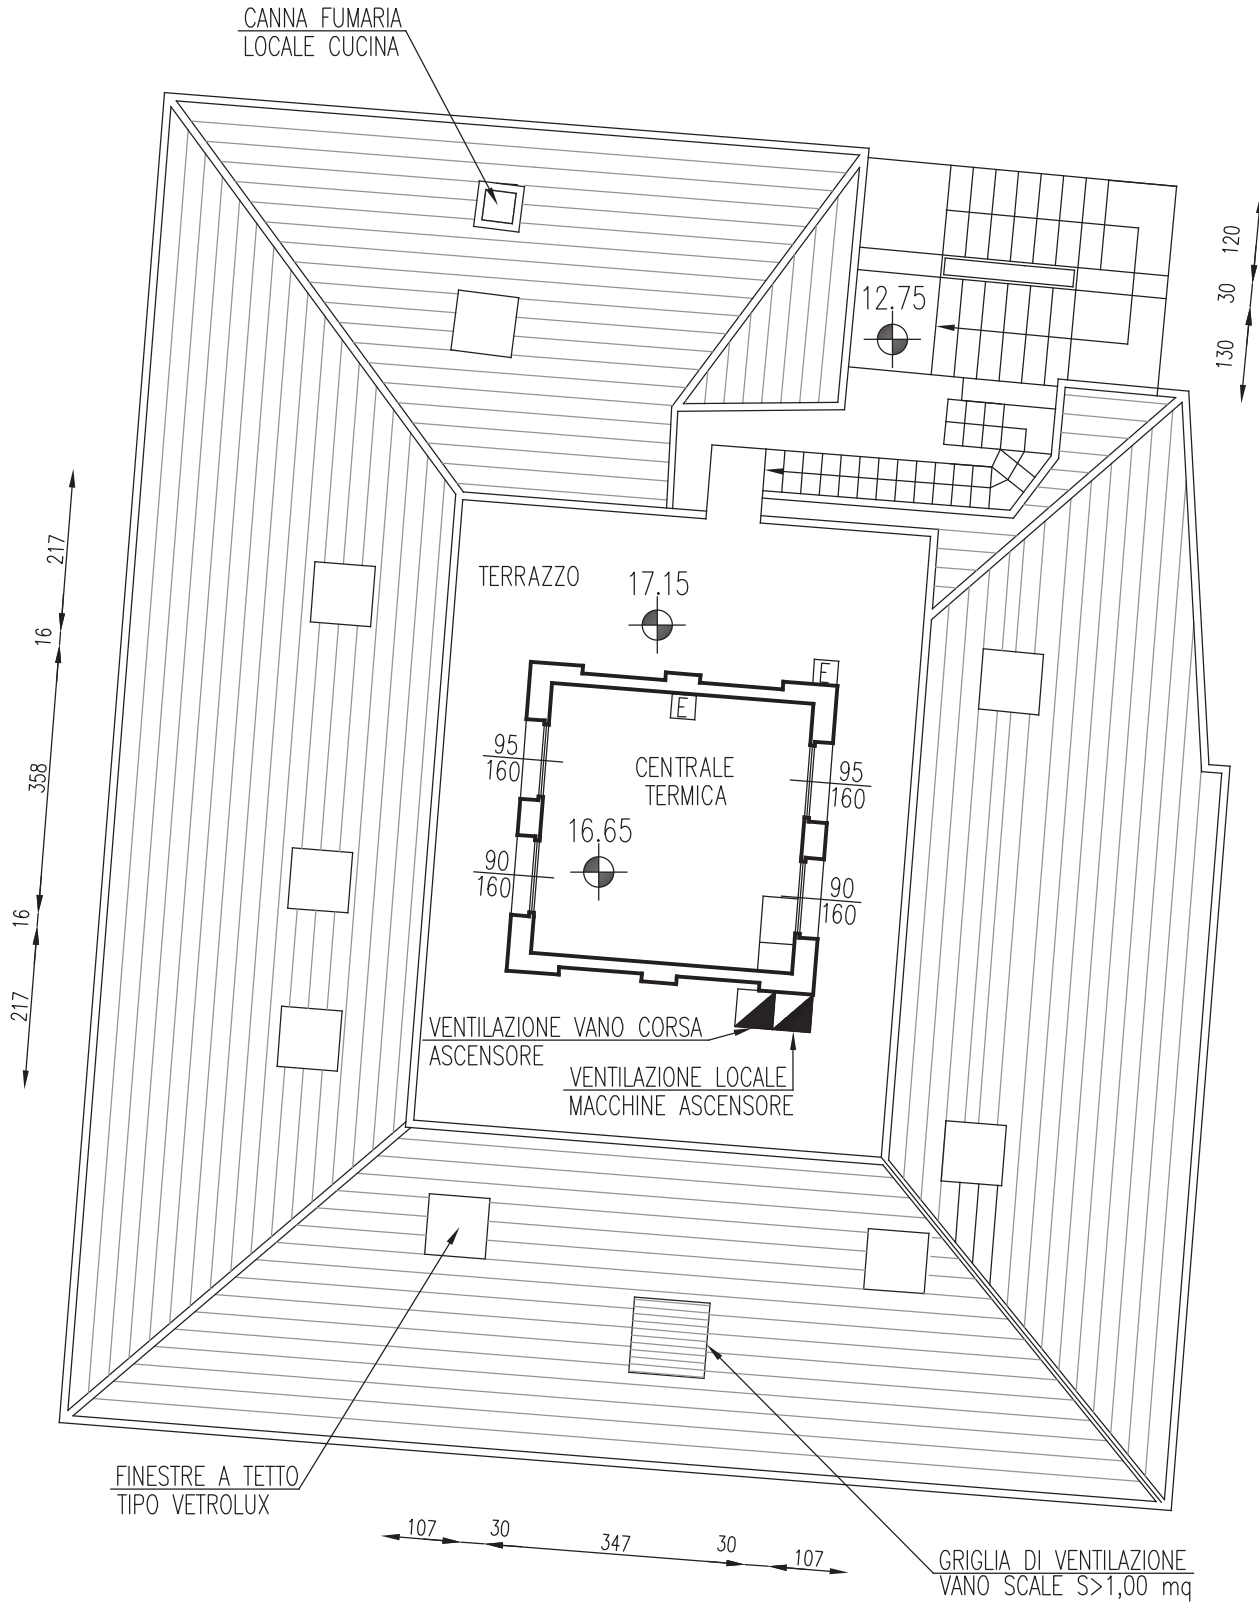 CANNA FUMARIA
LOCALE CUCINA
120
30
130
12.75
217
16
358
16
217
TERRAZZO
17.15
E
E
95
160
CENTRALE
TERMICA
95
160
16.65
90
160
90
160
VENTILAZIONE VANO CORSA
ASCENSORE
VENTILAZIONE LOCALE
MACCHINE ASCENSORE
FINESTRE A TETTO
TIPO VETROLUX
107
30
347
30
107
GRIGLIA DI VENTILAZIONE
VANO SCALE S>1,00 mq